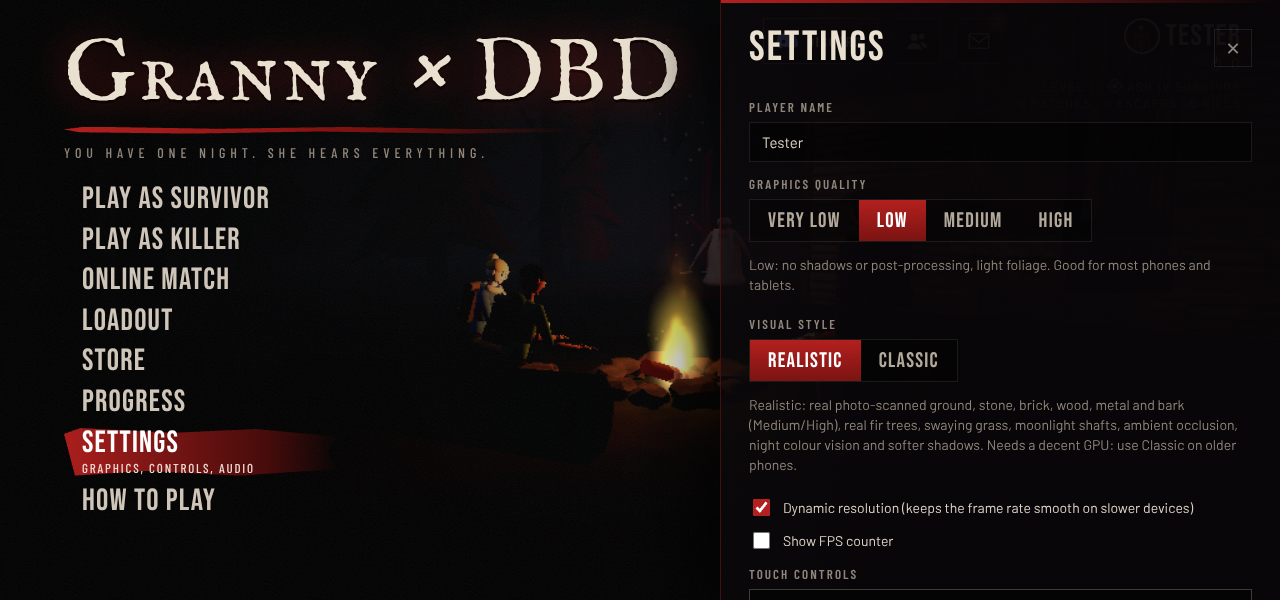 Granny × DBD
YOU HAVE ONE NIGHT. SHE HEARS EVERYTHING.
PLAY AS SURVIVOR
PLAY AS KILLER
ONLINE MATCH
LOADOUT
STORE
PROGRESS
SETTINGS
GRAPHICS, CONTROLS, AUDIO
HOW TO PLAY
SETTINGS
TESTER
×
PLAYER NAME
Tester
GRAPHICS QUALITY
VERY LOW LOW MEDIUM HIGH
Low: no shadows or post-processing, light foliage. Good for most phones and
tablets.
VISUAL STYLE
REALISTIC CLASSIC
Realistic: real photo-scanned ground, stone, brick, wood, metal and bark
(Medium/High), real fir trees, swaying grass, moonlight shafts, ambient occlusion,
night colour vision and softer shadows. Needs a decent GPU: use Classic on older
phones.
Dynamic resolution (keeps the frame rate smooth on slower devices)
Show FPS counter
TOUCH CONTROLS